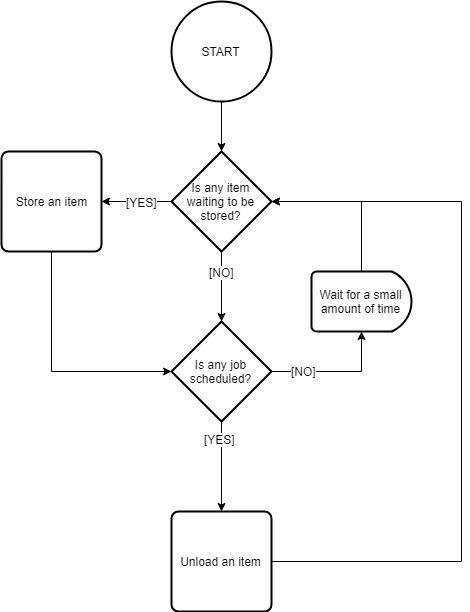 START
Is any item
waiting to be
stored?
[YES]
Store an item
[NO]
Wait for a small
amount of time
Is any job
scheduled?
[NO]
[YES]
Unload an item